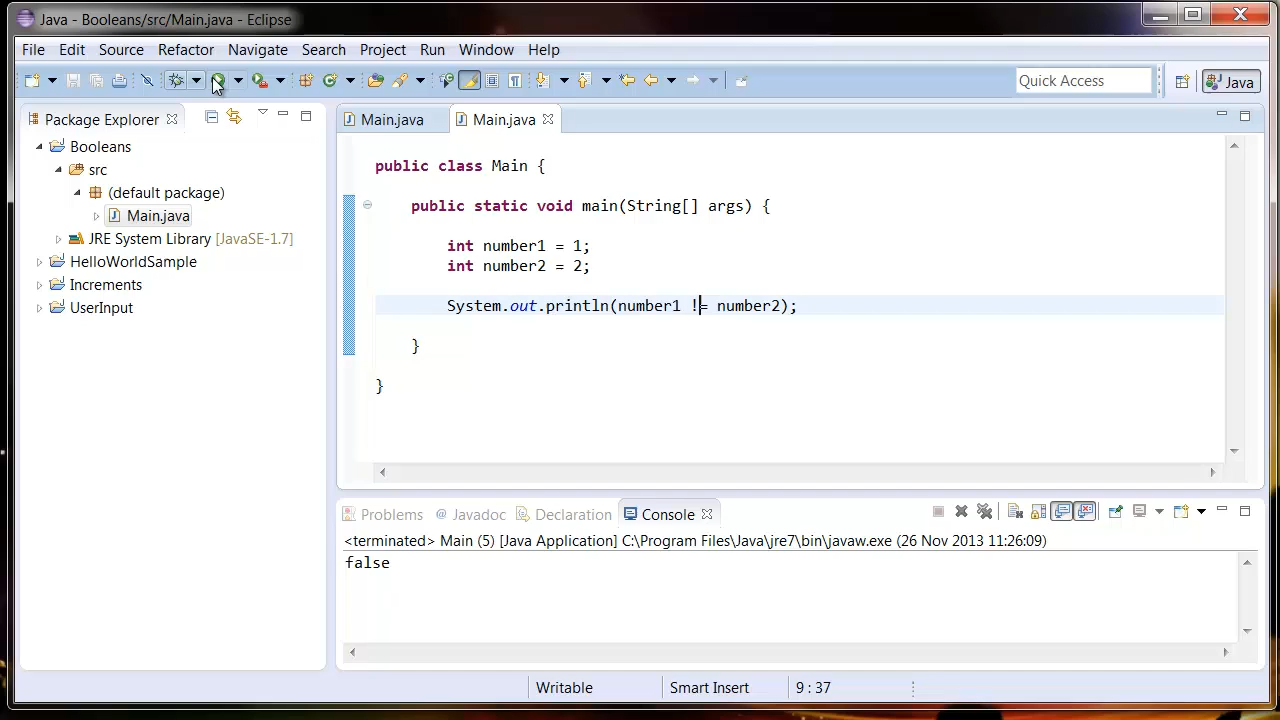 Java - Booleans/src/Main.java - Eclipse
File Edit Source Refactor Navigate Search Project Run Window Help
Quick Access Java
Package Explorer
Booleans
src
(default package)
Main.java
JRE System Library [JavaSE-1.7]
HelloWorldSample
Increments
UserInput
Main.java Main.java
public class Main {
public static void main(String[] args) {
int number1 = 1;
int number2 = 2;
System.out.println(number1 != number2);
}
}
Problems @ Javadoc Declaration Console
<terminated> Main (5) [Java Application] C:\Program Files\Java\jre7\bin\javaw.exe (26 Nov 2013 11:26:09)
false
Writable Smart Insert 9 : 37